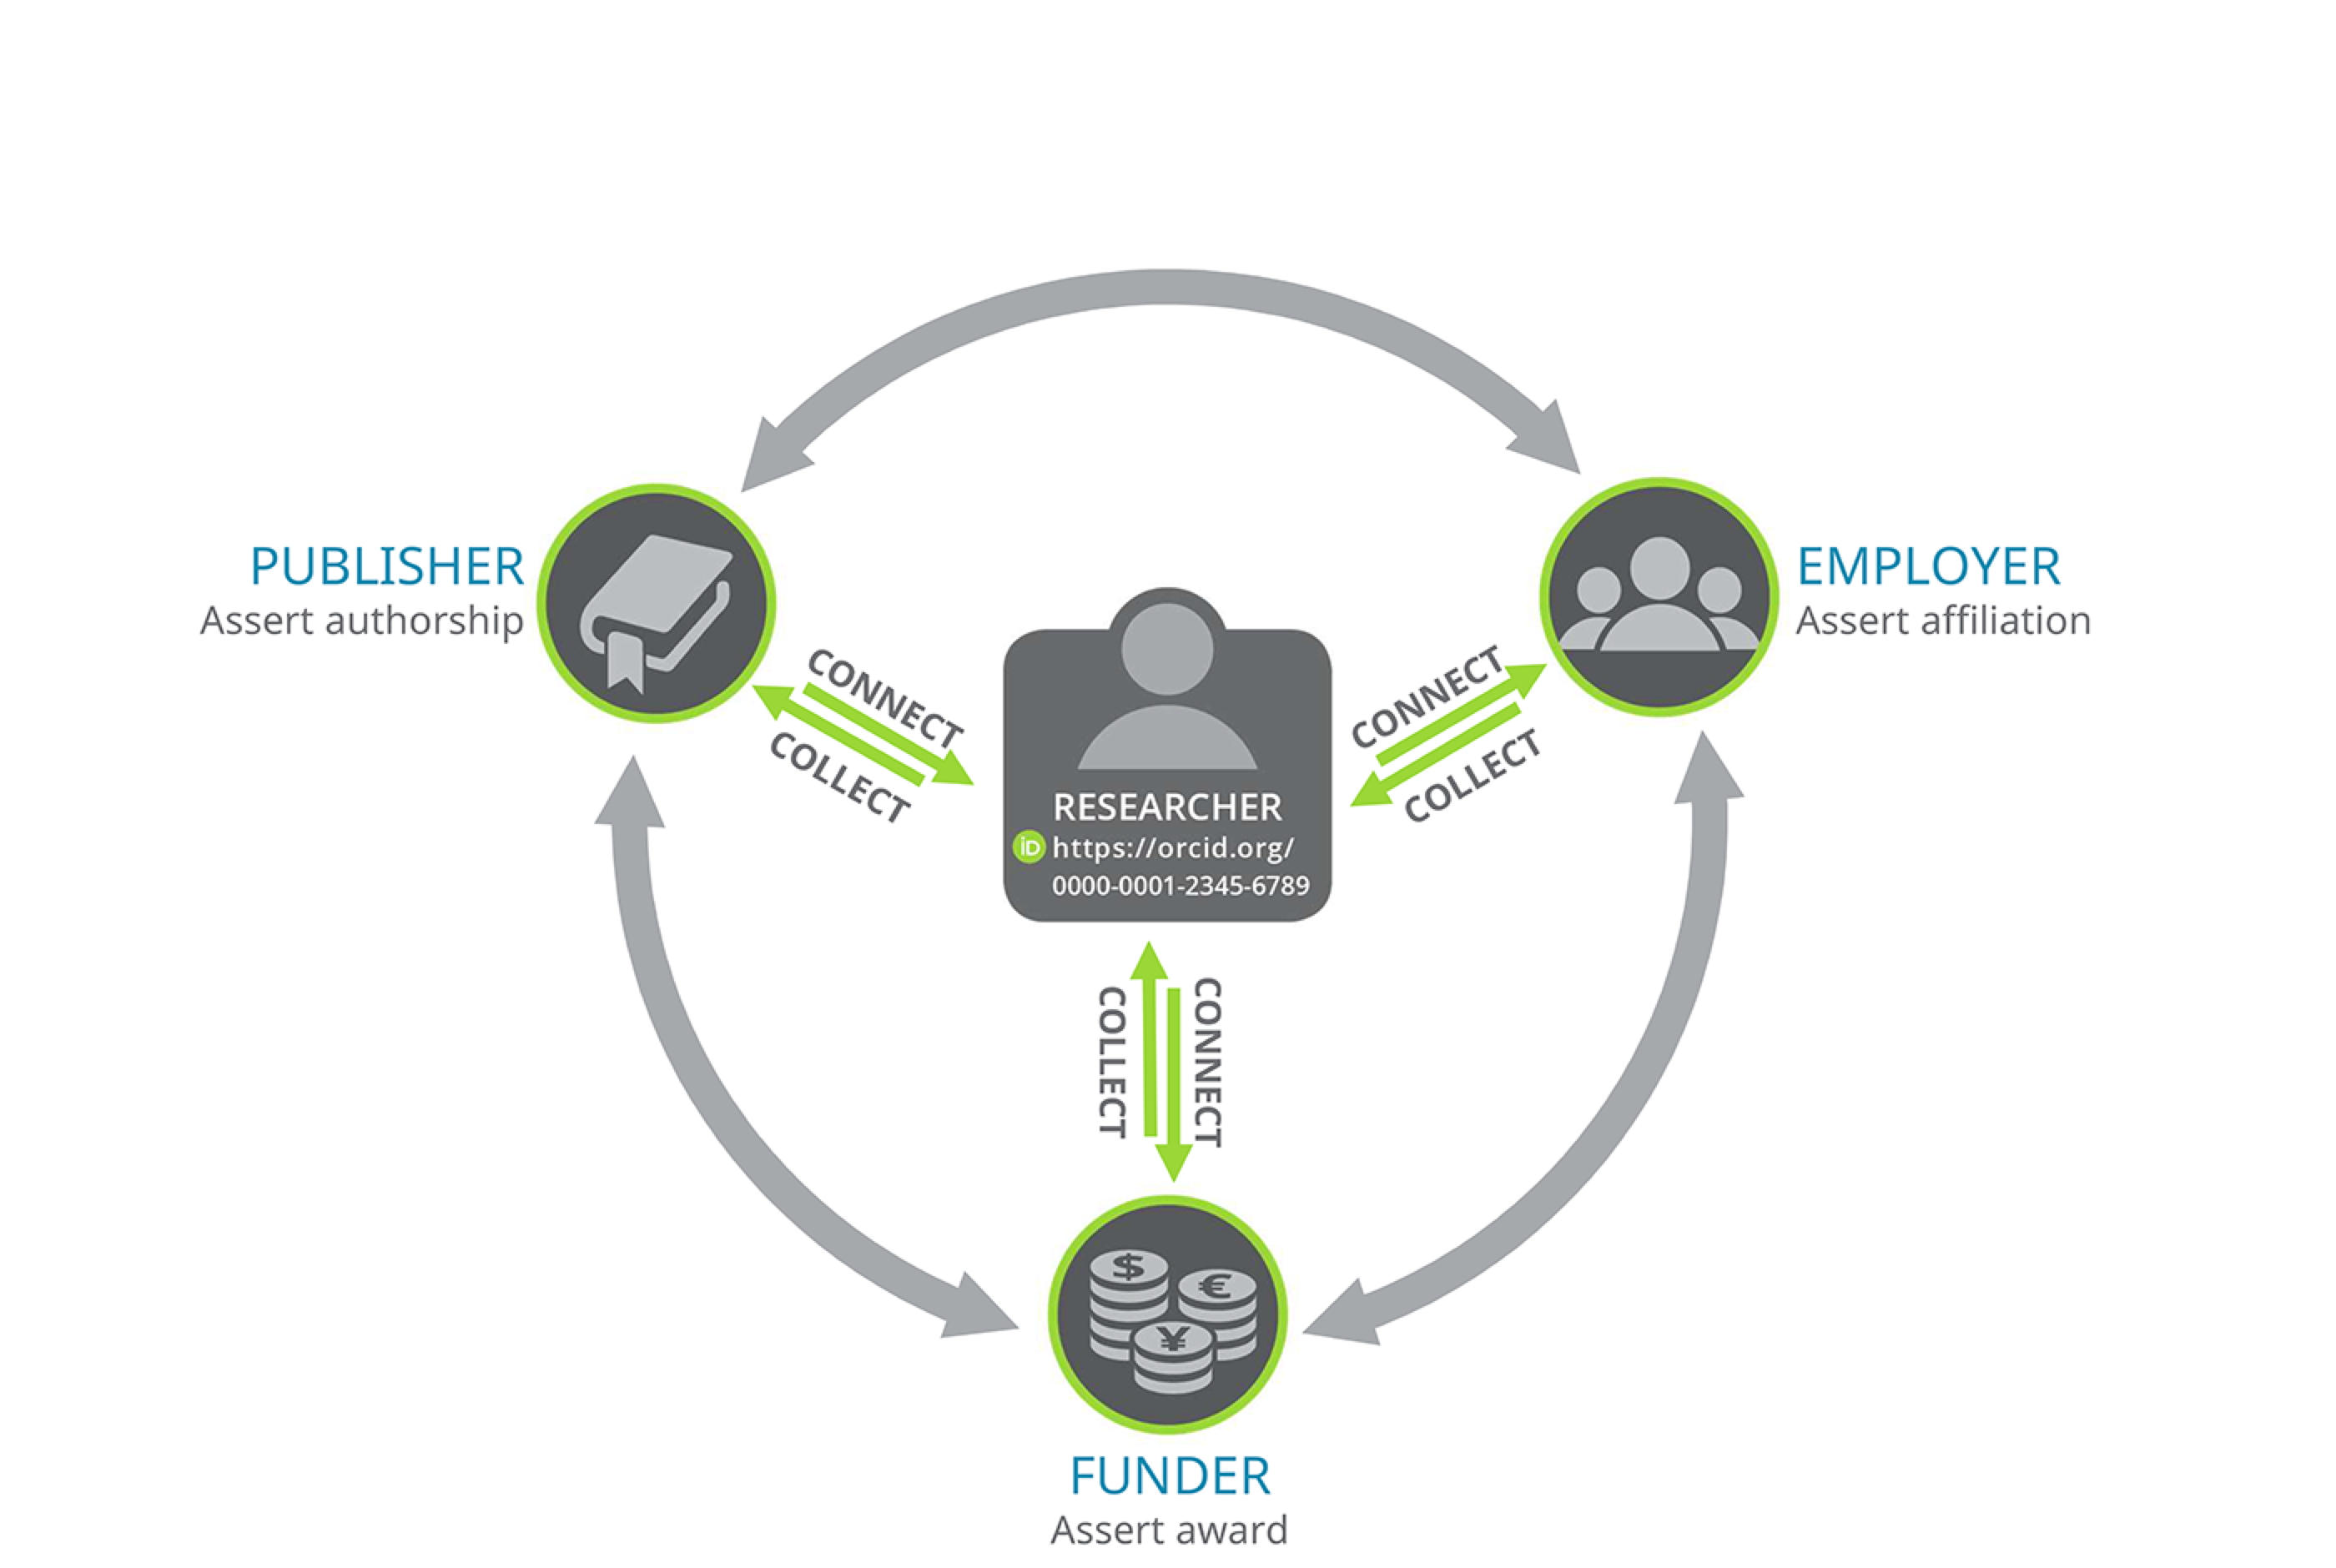 PUBLISHER
Assert authorship
EMPLOYER
Assert affiliation
CONNECT
COLLECT
CONNECT
COLLECT
RESEARCHER
iD https://orcid.org/
0000-0001-2345-6789
COLLECT
CONNECT
$
€
¥
FUNDER
Assert award